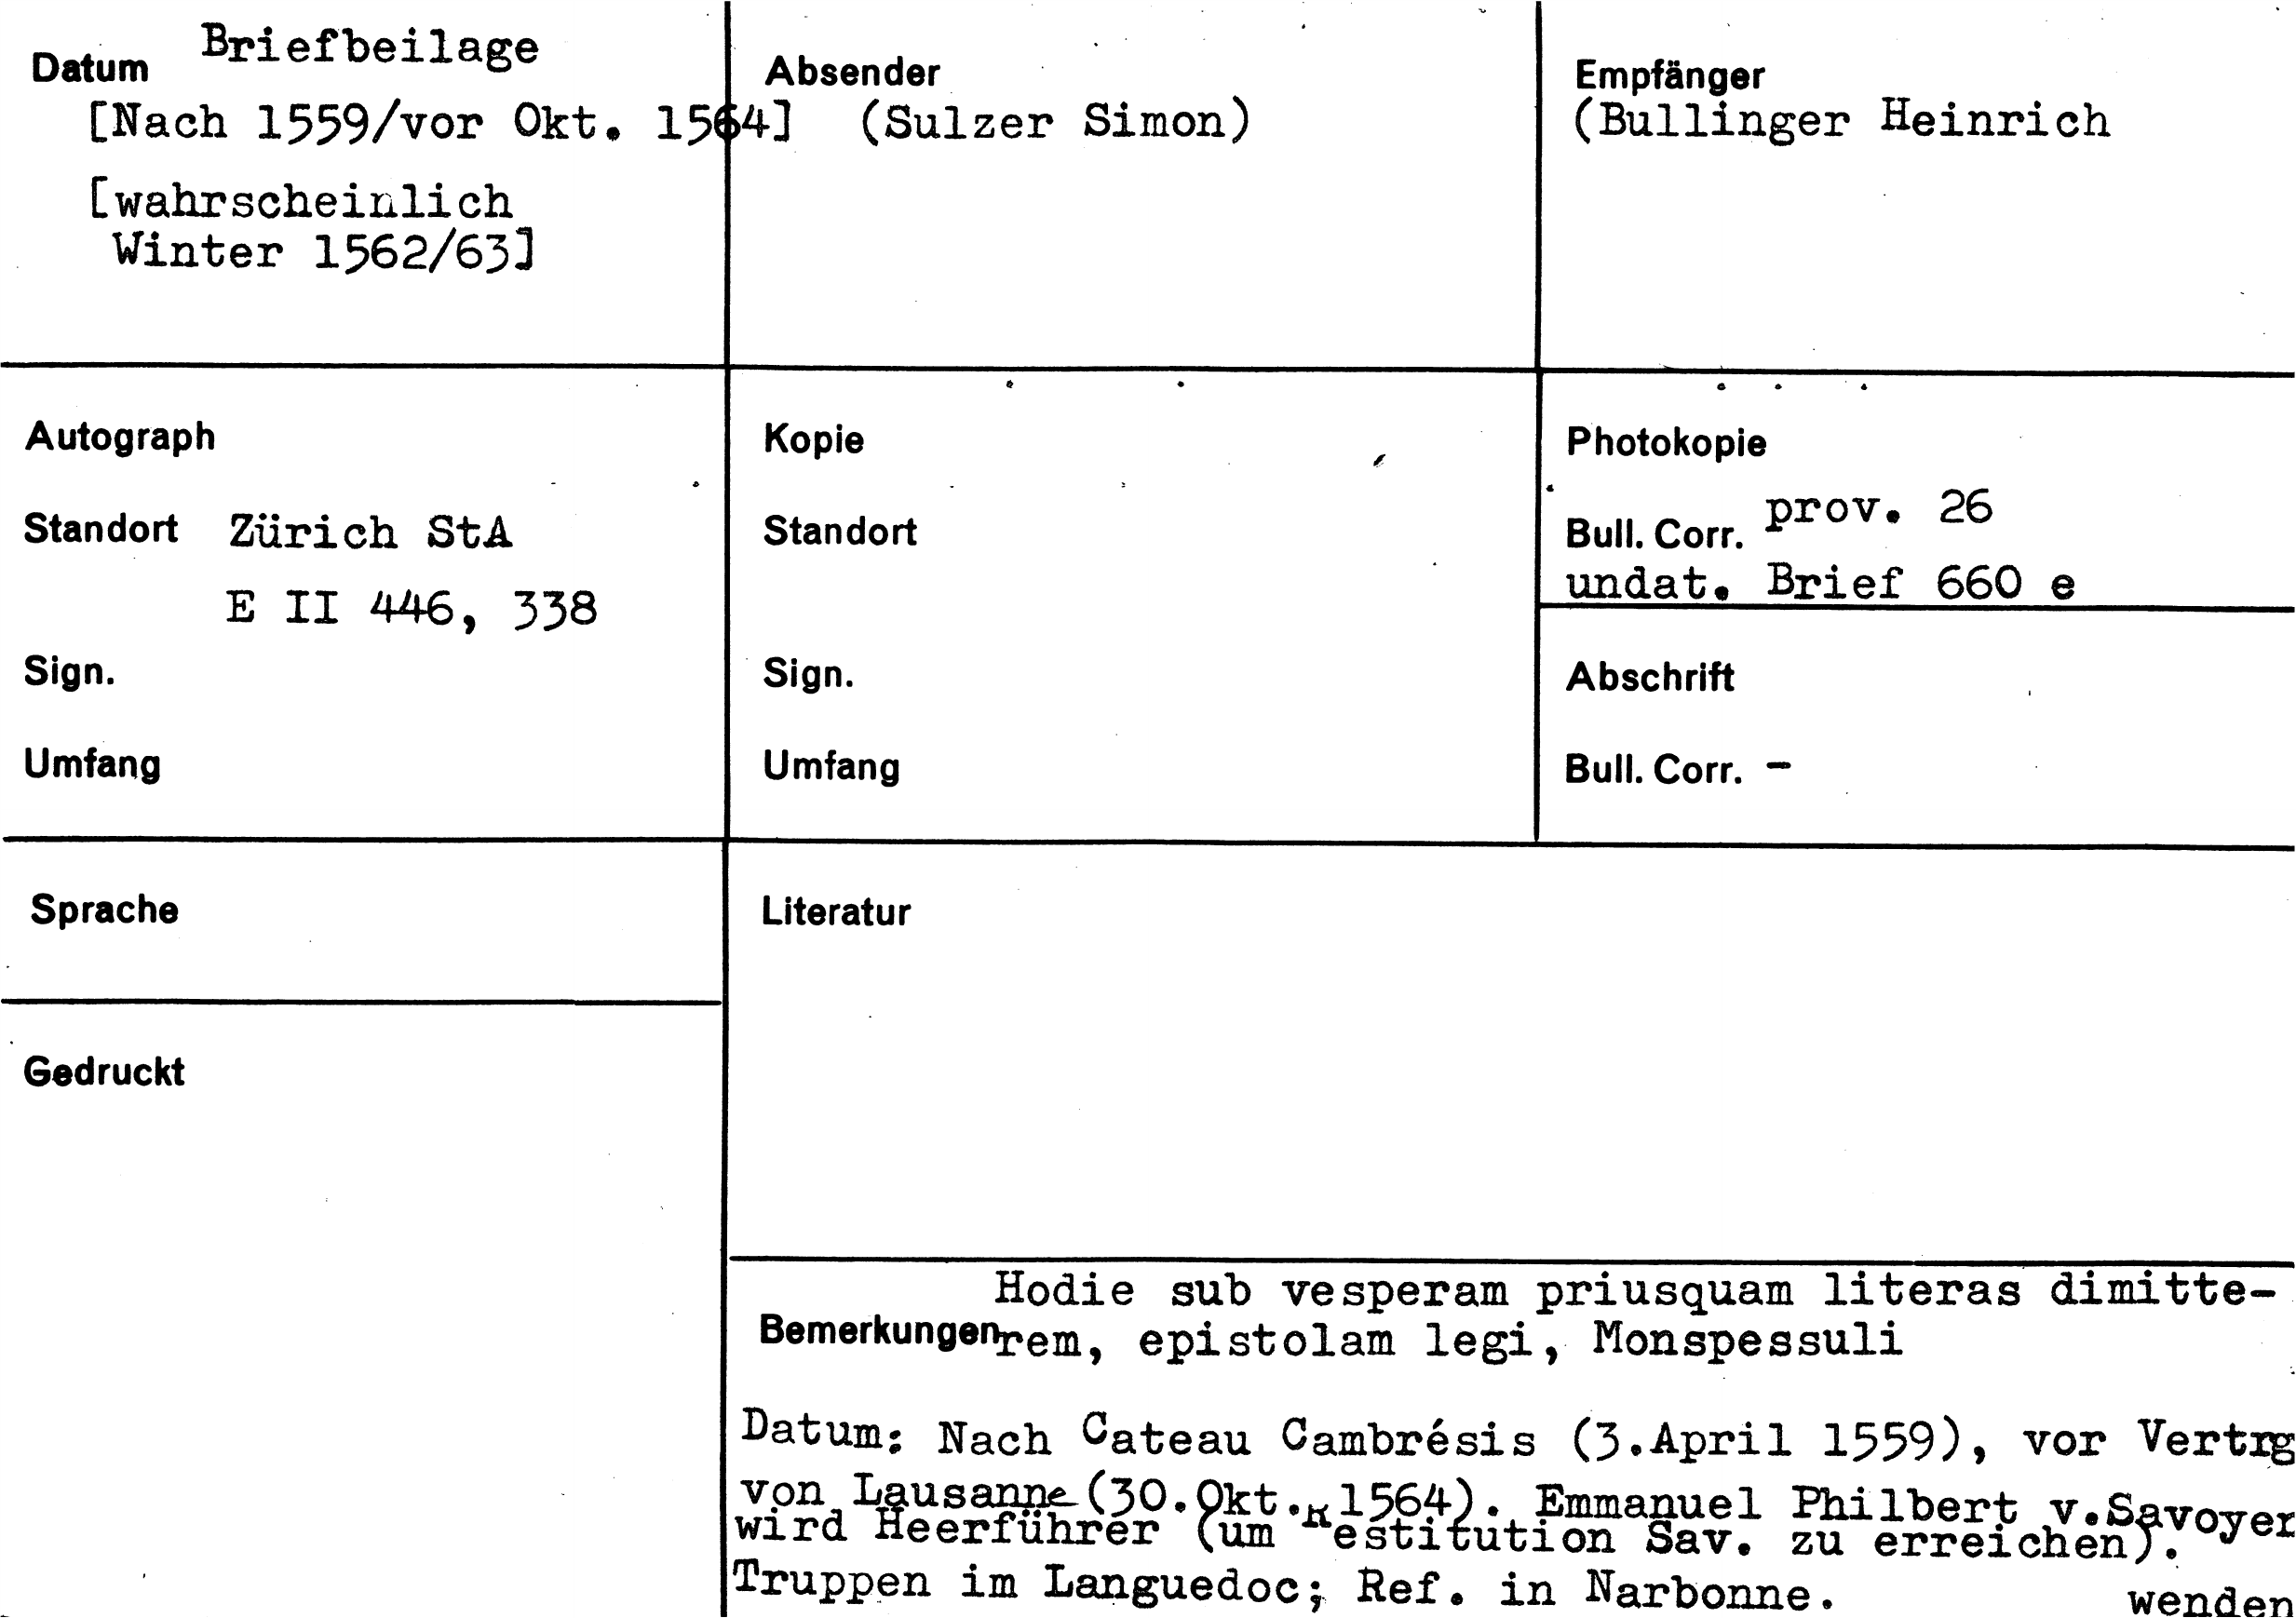 Datum Briefbeilage
[Nach 1559/vor Okt. 1564]
[wahrscheinlich
Winter 1562/63]
Absender
(Sulzer Simon)
Empfänger
(Bullinger Heinrich
Autograph
Standort Zürich StA
E II 446, 338
Sign.
Umfang
Kopie
Standort
Sign.
Umfang
Photokopie
Bull. Corr. prov. 26
undat. Brief 660 e
Abschrift
Bull. Corr. -
Sprache
Gedruckt
Literatur
Hodie sub vesperam priusquam literas dimitte-
Bemerkungen rem, epistolam legi, Monspessuli
Datum: Nach Cateau Cambrésis (3.April 1559), vor Vertrg
von Lausanne (30.Okt. 1564). Emmanuel Philbert v.Savoyen
wird Heerführer (um Restitution Sav. zu erreichen).
Truppen im Languedoc; Ref. in Narbonne.
wenden